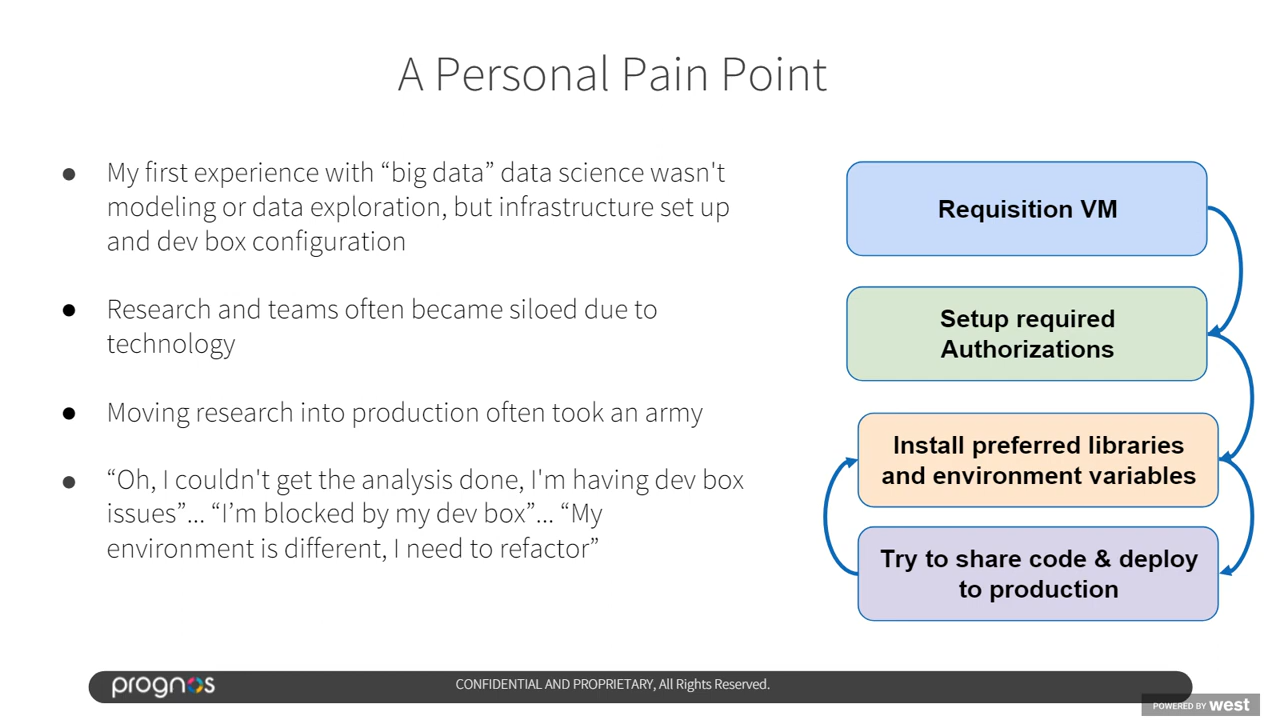 A Personal Pain Point
● My first experience with “big data” data science wasn't
modeling or data exploration, but infrastructure set up
and dev box configuration
● Research and teams often became siloed due to
technology
● Moving research into production often took an army
● “Oh, I couldn't get the analysis done, I'm having dev box
issues”... “I’m blocked by my dev box”... “My
environment is different, I need to refactor”
Requisition VM
Setup required
Authorizations
Install preferred libraries
and environment variables
Try to share code & deploy
to production
prognos
CONFIDENTIAL AND PROPRIETARY, All Rights Reserved.
POWERED BY west